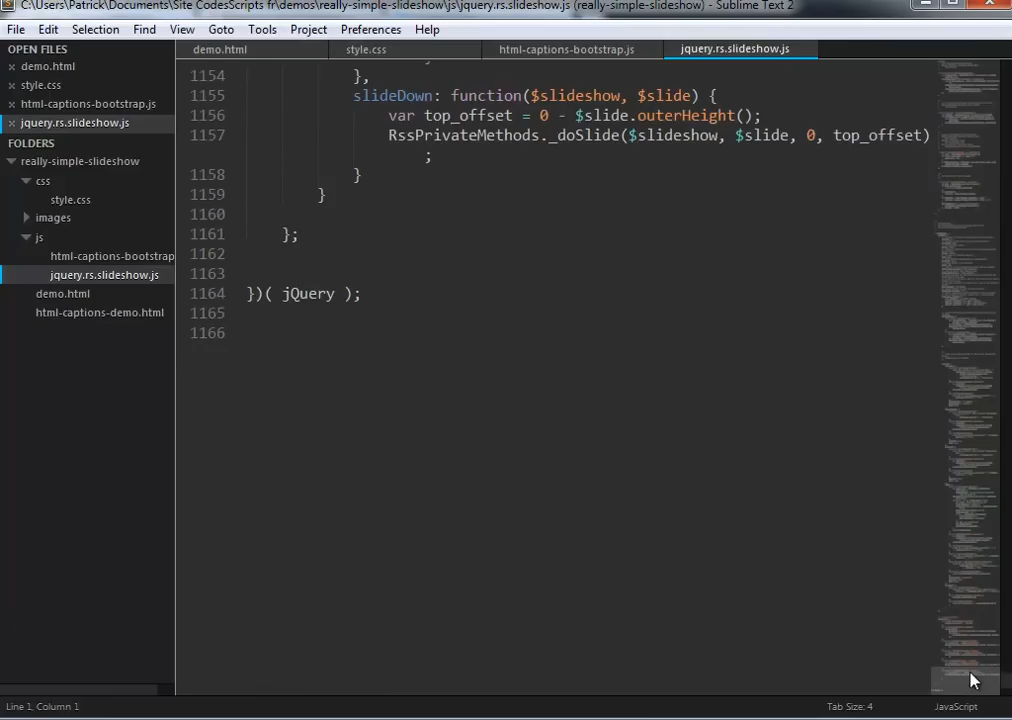 C:\Users\Patrick\Documents\Site CodesScripts fr\demos\really-simple-slideshow\js\jquery.rs.slideshow.js (really-simple-slideshow) - Sublime Text 2
File Edit Selection Find View Goto Tools Project Preferences Help
OPEN FILES
× demo.html
× style.css
× html-captions-bootstrap.js
× jquery.rs.slideshow.js
FOLDERS
really-simple-slideshow
css
style.css
images
js
html-captions-bootstrap
jquery.rs.slideshow.js
demo.html
html-captions-demo.html
demo.html style.css html-captions-bootstrap.js jquery.rs.slideshow.js
1154 },
1155 slideDown: function($slideshow, $slide) {
1156 var top_offset = 0 - $slide.outerHeight();
1157 RssPrivateMethods._doSlide($slideshow, $slide, 0, top_offset)
;
1158 }
1159 }
1160
1161 };
1162
1163
1164 })( jQuery );
1165
1166
Line 1, Column 1 Tab Size: 4 JavaScript